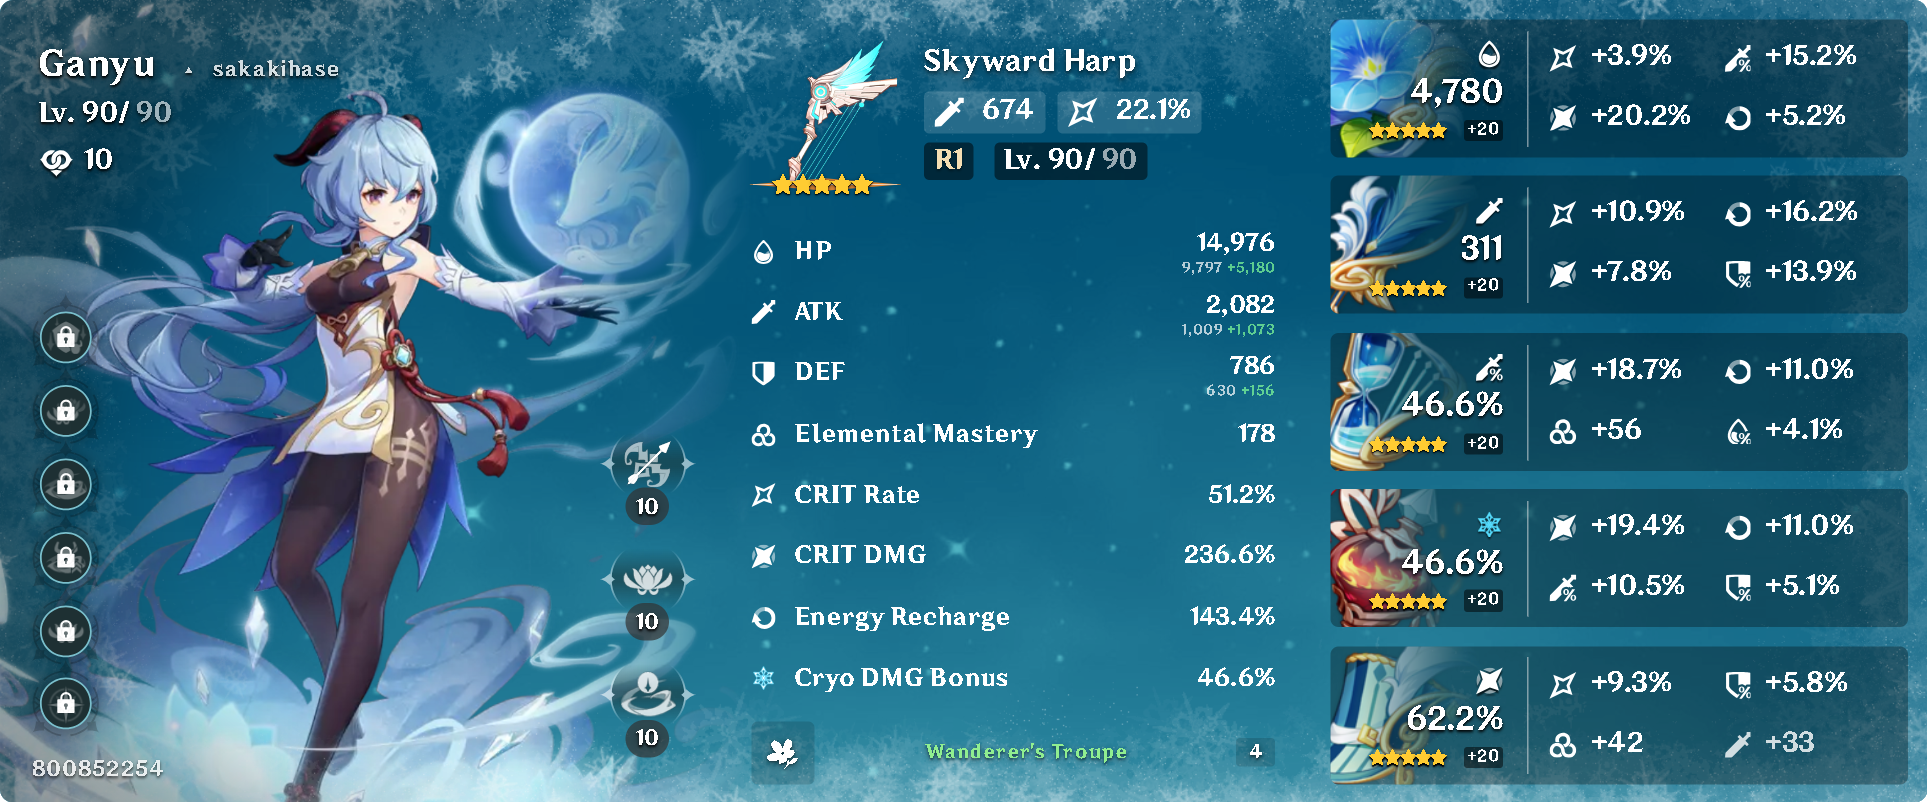 Ganyu ▲ sakakihase
Lv. 90/ 90
10
10
10
10
800852254
Skyward Harp
674 22.1%
R1 Lv. 90/ 90
HP 14,976
9,797 +5,180
ATK 2,082
1,009 +1,073
DEF 786
630 +156
Elemental Mastery 178
CRIT Rate 51.2%
CRIT DMG 236.6%
Energy Recharge 143.4%
Cryo DMG Bonus 46.6%
Wanderer's Troupe 4
4,780
+20
+3.9% +15.2%
+20.2% +5.2%
311
+20
+10.9% +16.2%
+7.8% +13.9%
46.6%
+20
+18.7% +11.0%
+56 +4.1%
46.6%
+20
+19.4% +11.0%
+10.5% +5.1%
62.2%
+20
+9.3% +5.8%
+42 +33